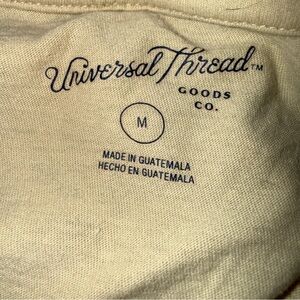 Universal Thread™
GOODS
CO.
M
MADE IN GUATEMALA
HECHO EN GUATEMALA